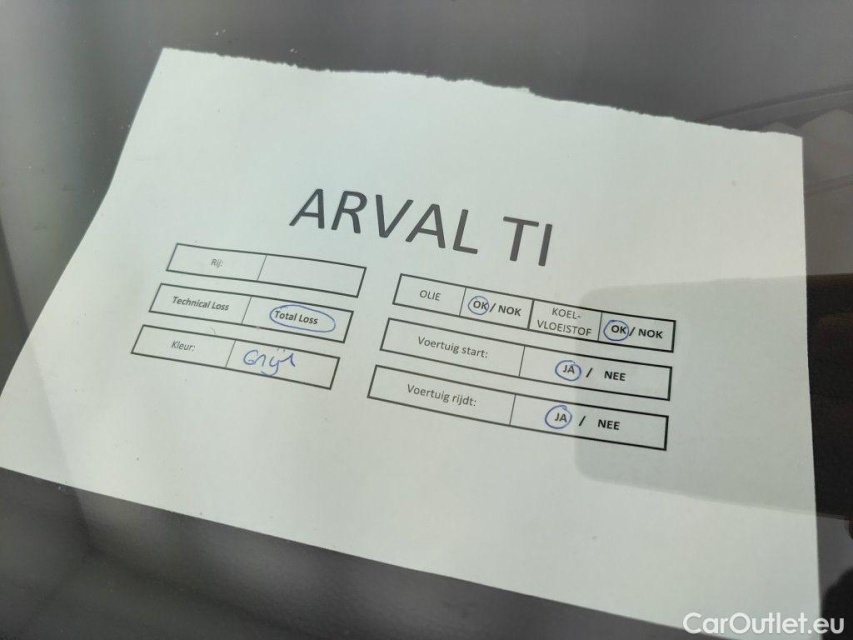 ARVAL TI
Rij:
Technical Loss Total Loss
Kleur: Grijs
OLIE OK / NOK KOEL-
VLOEISTOF OK / NOK
Voertuig start: JA / NEE
Voertuig rijdt: JA / NEE
CarOutlet.eu